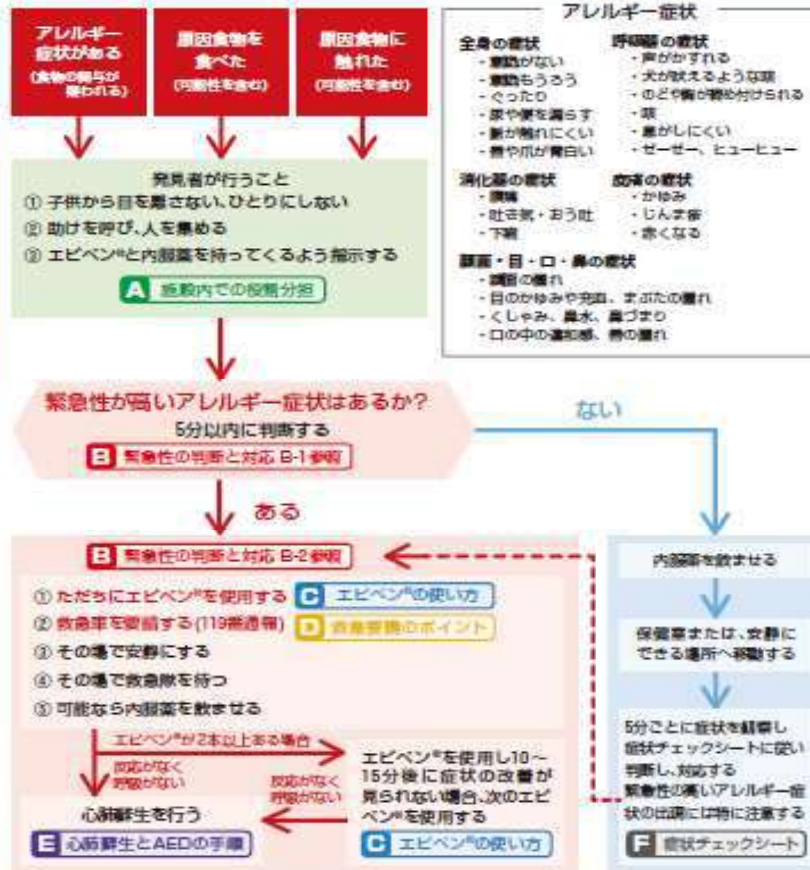 アレルギー
症状がある
(食物の関与が
疑われる)
原因食物を
食べた
(可能性を含む)
原因食物に
触れた
(可能性を含む)
発見者が行うこと
① 子供から目を離さない、ひとりにしない
② 助けを呼び、人を集める
③ エピペン®と内服薬を持ってくるよう指示する
A 施設内での役割分担
アレルギー症状
全身の症状
・意識がない
・意識もうろう
・ぐったり
・尿や便を漏らす
・脈が触れにくい
・唇や爪が青白い
呼吸器の症状
・声がかすれる
・犬が吠えるような咳
・のどや胸が締め付けられる
・咳
・息がしにくい
・ゼーゼー、ヒューヒュー
消化器の症状
・腹痛
・吐き気・おう吐
・下痢
皮膚の症状
・かゆみ
・じんま疹
・赤くなる
顔面・目・口・鼻の症状
・顔面の腫れ
・目のかゆみや充血、まぶたの腫れ
・くしゃみ、鼻水、鼻づまり
・口の中の違和感、唇の腫れ
緊急性が高いアレルギー症状はあるか?
5分以内に判断する
B 緊急性の判断と対応 B-1参照
ない
ある
B 緊急性の判断と対応 B-2参照
① ただちにエピペン®を使用する C エピペン®の使い方
② 救急車を要請する(119番通報) D 救急要請のポイント
③ その場で安静にする
④ その場で救急隊を待つ
⑤ 可能なら内服薬を飲ませる
エピペン®が2本以上ある場合
反応がなく
呼吸がない
反応がなく
呼吸がない
エピペン®を使用し10～
15分後に症状の改善が
見られない場合、次のエピ
ペン®を使用する
C エピペン®の使い方
心肺蘇生を行う
E 心肺蘇生とAEDの手順
内服薬を飲ませる
保健室または、安静に
できる場所へ移動する
5分ごとに症状を観察し
症状チェックシートに従い
判断し、対応する
緊急性の高いアレルギー症
状の出現には特に注意する
F 症状チェックシート